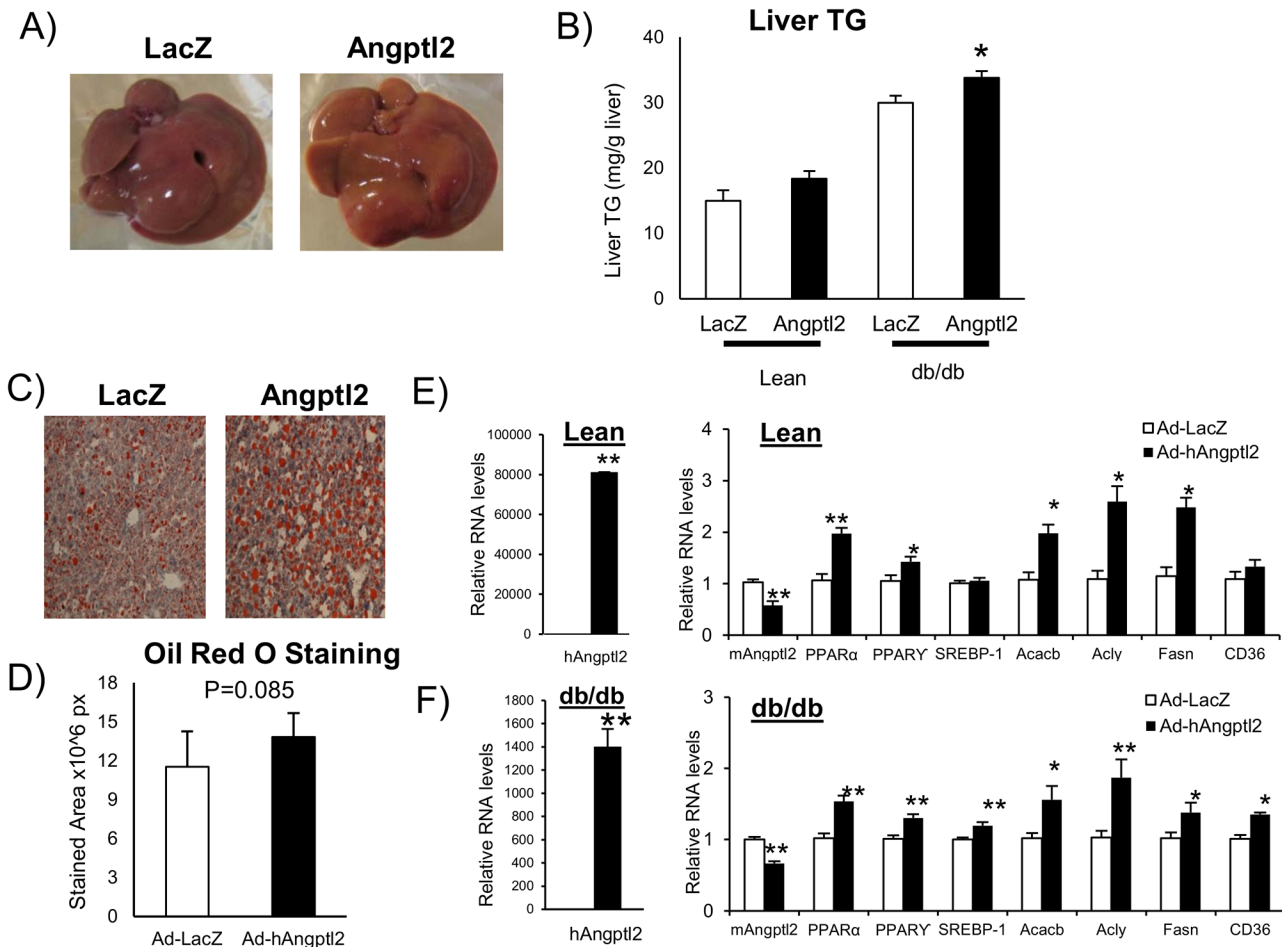 A)
LacZ
Angptl2
B)
Liver TG
Liver TG (mg/g liver)
40
30
20
10
0
LacZ
Angptl2
LacZ
Angptl2
*
Lean
db/db
C)
LacZ
Angptl2
D)
Oil Red O Staining
P=0.085
Stained Area x10^6 px
18
15
12
9
6
3
0
Ad-LacZ
Ad-hAngptl2
E)
Lean
**
Relative RNA levels
100000
80000
60000
40000
20000
0
hAngptl2
Lean
Ad-LacZ
Ad-hAngptl2
Relative RNA levels
4
3
2
1
0
**
**
*
*
*
*
mAngptl2
PPARα
PPARϒ
SREBP-1
Acacb
Acly
Fasn
CD36
F)
db/db
**
Relative RNA levels
1800
1600
1400
1200
1000
800
600
400
200
0
hAngptl2
db/db
Ad-LacZ
Ad-hAngptl2
Relative RNA levels
3
2
1
0
**
**
**
**
*
**
*
*
mAngptl2
PPARα
PPARϒ
SREBP-1
Acacb
Acly
Fasn
CD36